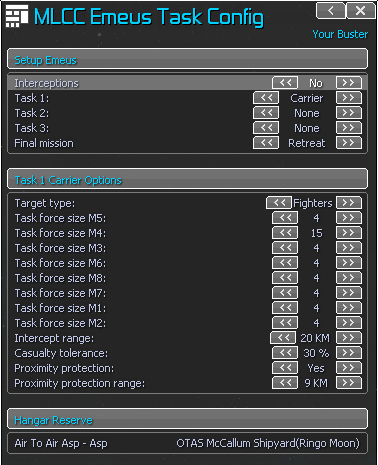 MLCC Emeus Task Config
Your Buster
Setup Emeus
Interceptions << No >>
Task 1: << Carrier >>
Task 2: << None >>
Task 3: << None >>
Final mission << Retreat >>
Task 1 Carrier Options
Target type: << Fighters >>
Task force size M5: << 4 >>
Task force size M4: << 15 >>
Task force size M3: << 4 >>
Task force size M6: << 4 >>
Task force size M8: << 4 >>
Task force size M7: << 4 >>
Task force size M1: << 4 >>
Task force size M2: << 4 >>
Intercept range: << 20 KM >>
Casualty tolerance: << 30 % >>
Proximity protection: << Yes >>
Proximity protection range: << 9 KM >>
Hangar Reserve
Air To Air Asp - Asp OTAS McCallum Shipyard(Ringo Moon)